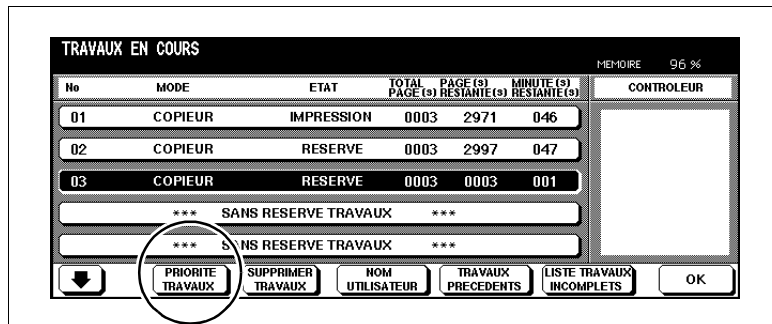 TRAVAUX EN COURS
MEMOIRE 96 %
No MODE ETAT TOTAL PAGE(S) PAGE(S) RESTANTE(S) MINUTE(S) RESTANTE(S) CONTROLEUR
01 COPIEUR IMPRESSION 0003 2971 046
02 COPIEUR RESERVE 0003 2997 047
03 COPIEUR RESERVE 0003 0003 001
*** SANS RESERVE TRAVAUX ***
*** SANS RESERVE TRAVAUX ***
PRIORITE TRAVAUX
SUPPRIMER TRAVAUX
NOM UTILISATEUR
TRAVAUX PRECEDENTS
LISTE TRAVAUX INCOMPLETS
OK